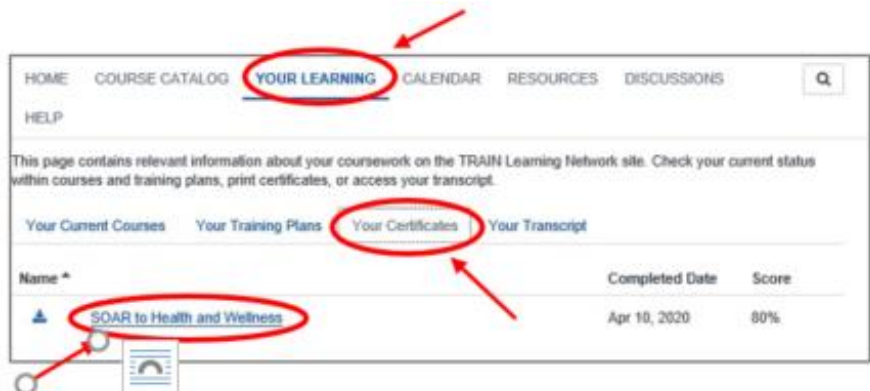 HOME COURSE CATALOG YOUR LEARNING CALENDAR RESOURCES DISCUSSIONS
HELP
This page contains relevant information about your coursework on the TRAIN Learning Network site. Check your current status
within courses and training plans, print certificates, or access your transcript.
Your Current Courses Your Training Plans Your Certificates Your Transcript
Name Completed Date Score
SOAR to Health and Wellness Apr 10, 2020 80%